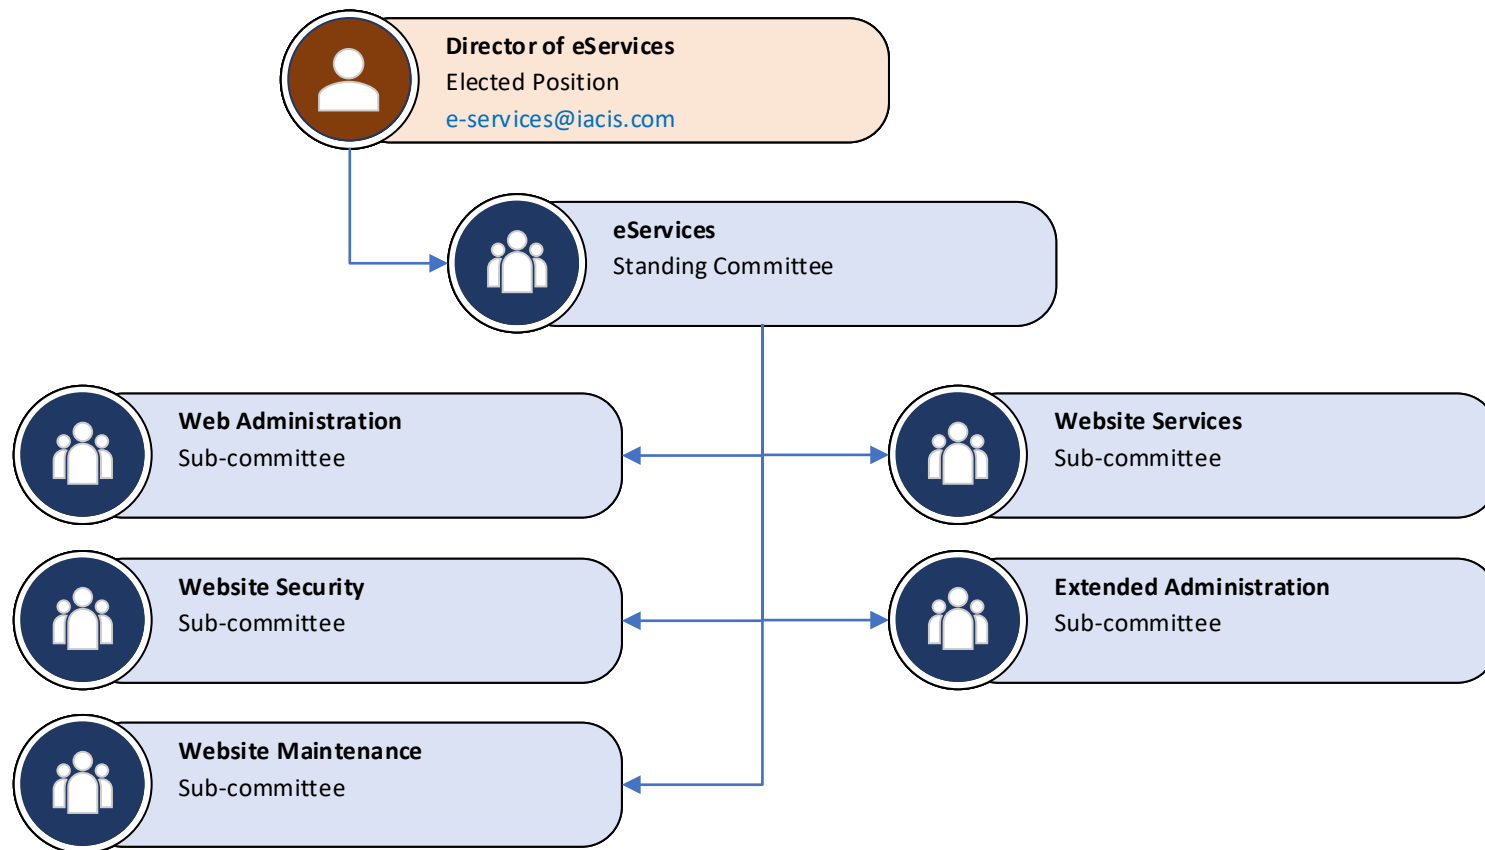 Director of eServices
Elected Position
e-services@iacis.com
eServices
Standing Committee
Web Administration
Sub-committee
Website Services
Sub-committee
Website Security
Sub-committee
Extended Administration
Sub-committee
Website Maintenance
Sub-committee